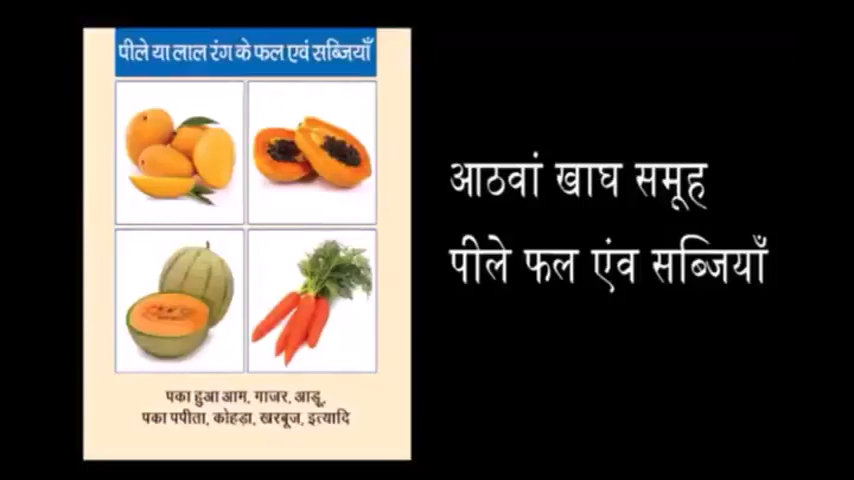 पीले या लाल रंग के फल एवं सब्जियाँ
पका हुआ आम, गाजर, आड़ू,
पका पपीता, कोहड़ा, खरबूज, इत्यादि
आठवां खाघ समूह
पीले फल एंव सब्जियाँ